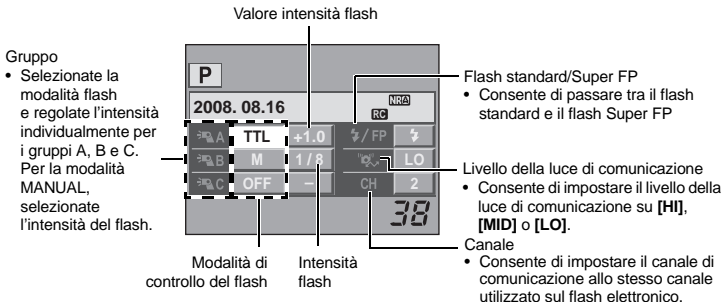 Valore intensità flash
Gruppo
• Selezionate la
modalità flash
e regolate l'intensità
individualmente per
i gruppi A, B e C.
Per la modalità
MANUAL,
selezionate
l'intensità del flash.
P
2008. 08.16
NR
RC
A TTL +1.0 /FP
B M 1 / 8 LO
C OFF – CH 2
38
Modalità di
controllo del flash
Intensità
flash
Flash standard/Super FP
• Consente di passare tra il flash
standard e il flash Super FP
Livello della luce di comunicazione
• Consente di impostare il livello della
luce di comunicazione su [HI],
[MID] o [LO].
Canale
• Consente di impostare il canale di
comunicazione allo stesso canale
utilizzato sul flash elettronico.